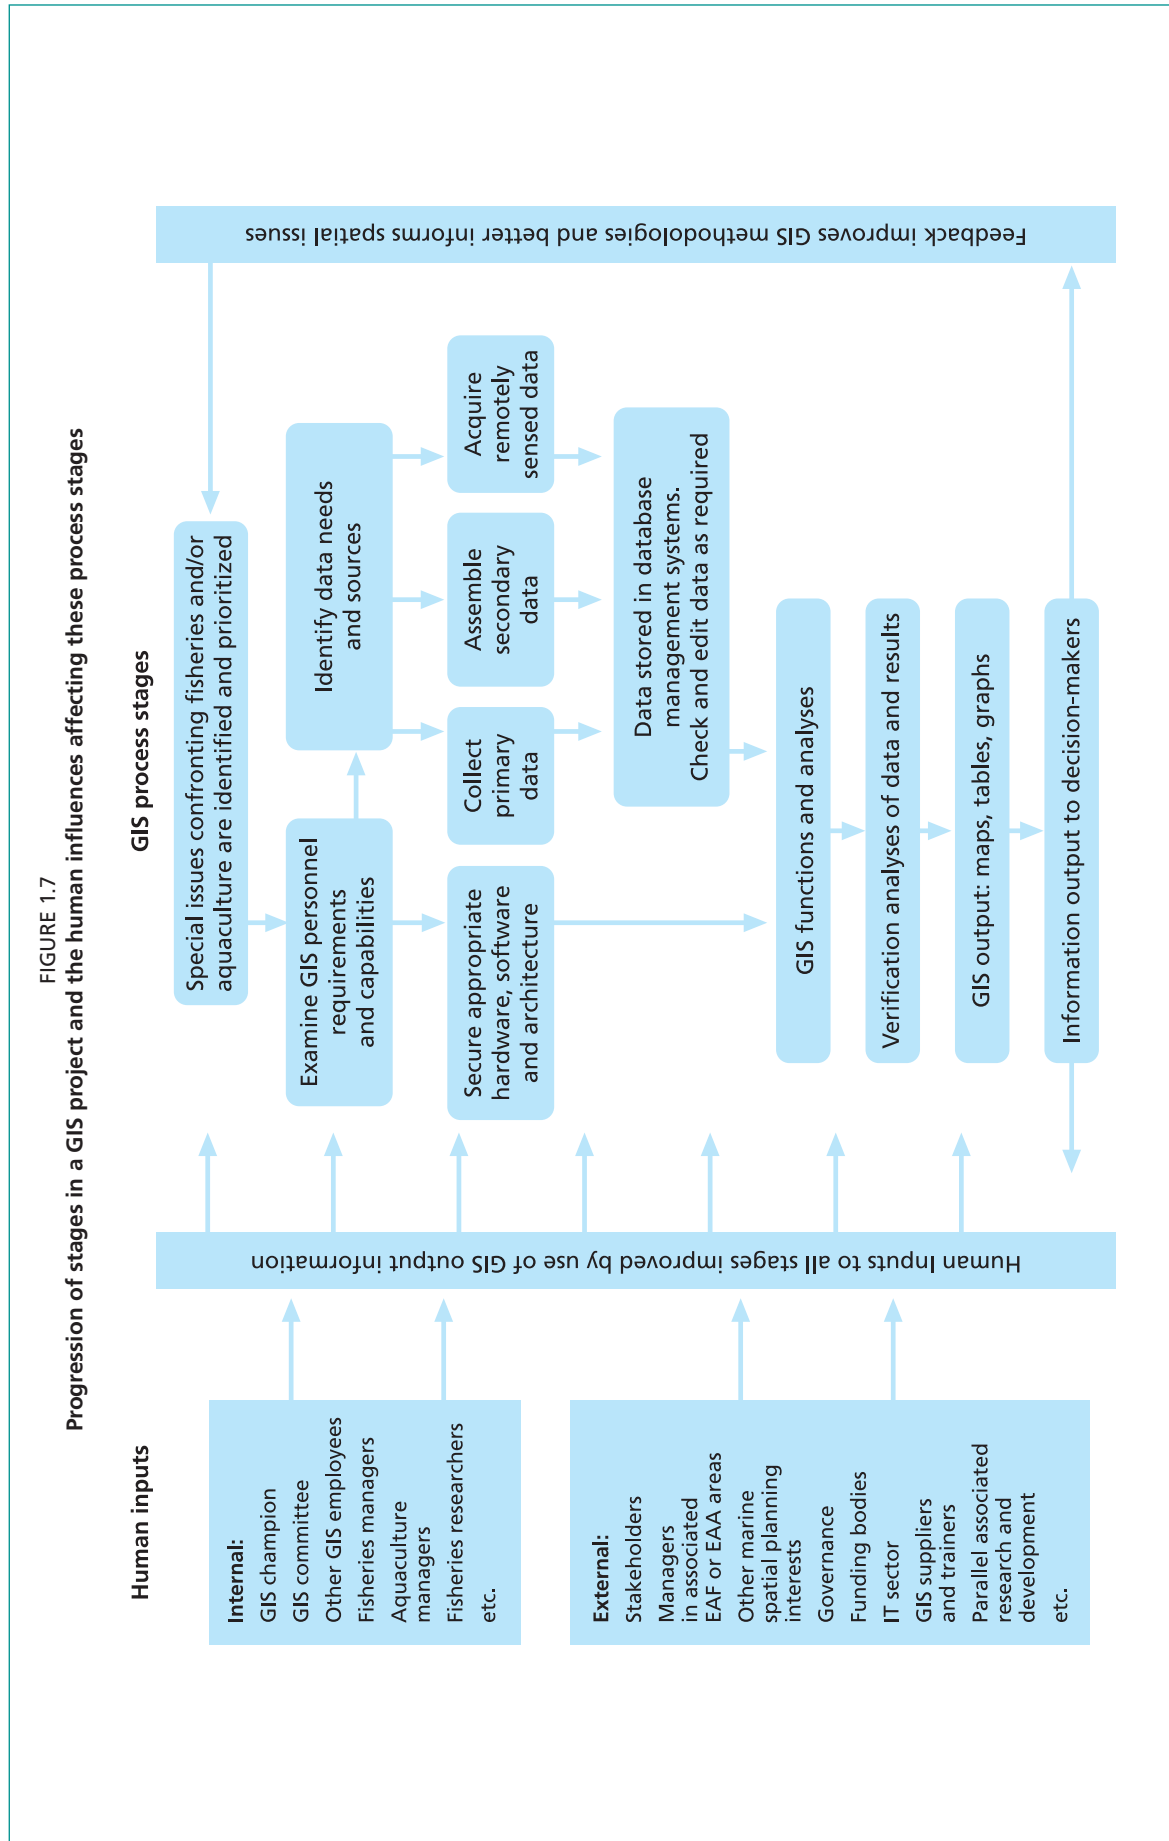 FIGURE 1.7
Progression of stages in a GIS project and the human influences affecting these process stages
Human inputs
GIS process stages
Internal:
GIS champion
GIS committee
Other GIS employees
Fisheries managers
Aquaculture
managers
Fisheries researchers
etc.
External:
Stakeholders
Managers
in associated
EAF or EAA areas
Other marine
spatial planning
interests
Governance
Funding bodies
IT sector
GIS suppliers
and trainers
Parallel associated
research and
development
etc.
Human Inputs to all stages improved by use of GIS output information
Special issues confronting fisheries and/or
aquaculture are identified and prioritized
Examine GIS personnel
requirements
and capabilities
Identify data needs
and sources
Secure appropriate
hardware, software
and architecture
Collect
primary
data
Assemble
secondary
data
Acquire
remotely
sensed data
Data stored in database
management systems.
Check and edit data as required
GIS functions and analyses
Verification analyses of data and results
GIS output: maps, tables, graphs
Information output to decision-makers
Feedback improves GIS methodologies and better informs spatial issues